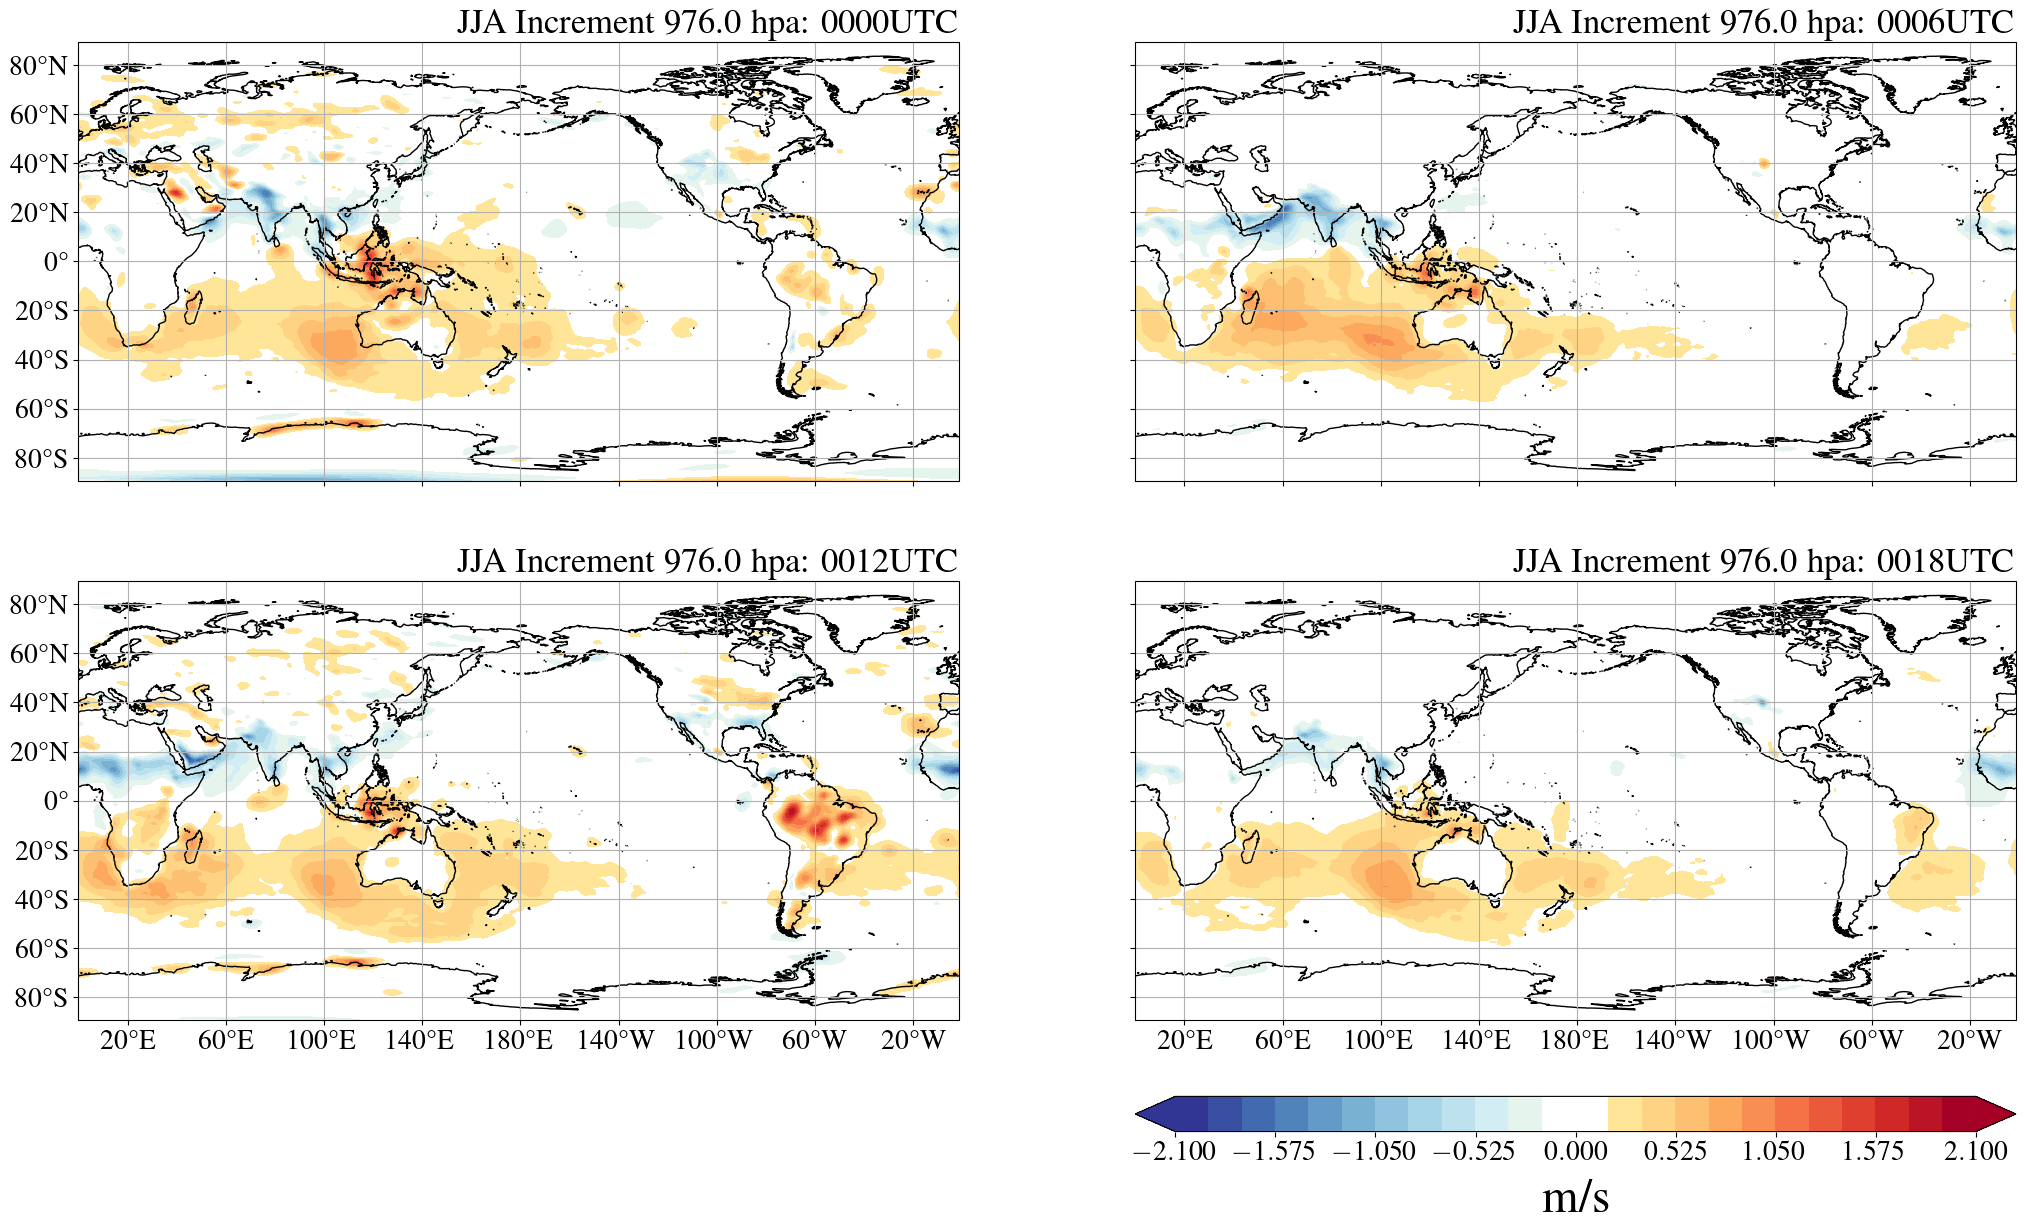 JJA Increment 976.0 hpa: 0000UTC
JJA Increment 976.0 hpa: 0006UTC
80°N
60°N
40°N
20°N
0°
20°S
40°S
60°S
80°S
JJA Increment 976.0 hpa: 0012UTC
JJA Increment 976.0 hpa: 0018UTC
80°N
60°N
40°N
20°N
0°
20°S
40°S
60°S
80°S
20°E 60°E 100°E 140°E 180°E 140°W 100°W 60°W 20°W
20°E 60°E 100°E 140°E 180°E 140°W 100°W 60°W 20°W
−2.100 −1.575 −1.050 −0.525 0.000 0.525 1.050 1.575 2.100
m/s